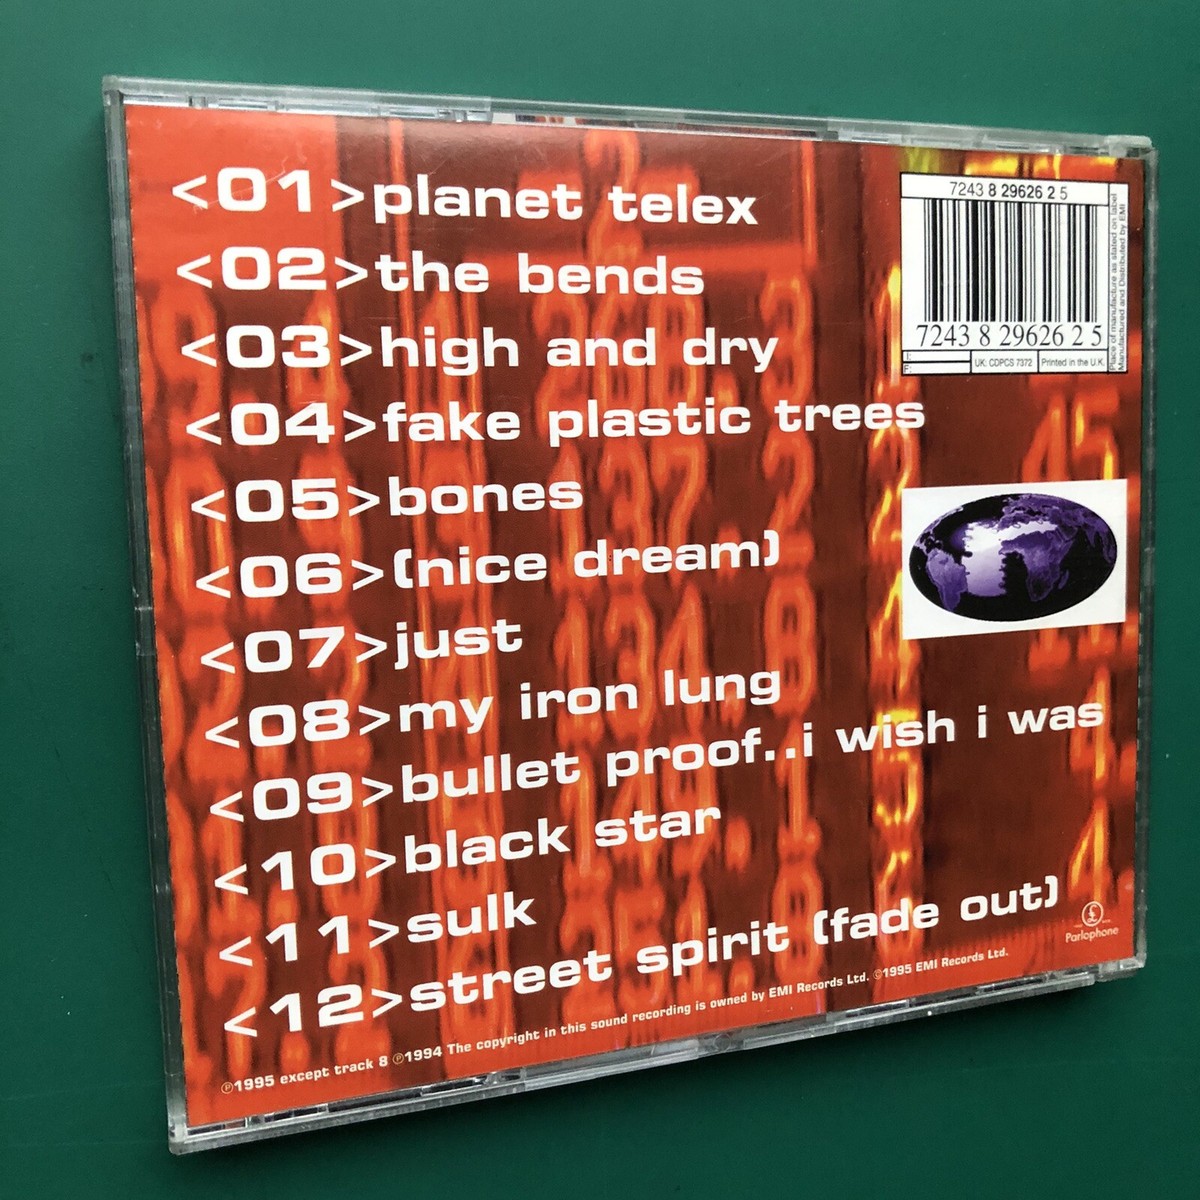 <01>planet telex
<02>the bends
<03>high and dry
<04>fake plastic trees
<05>bones
<06>(nice dream)
<07>just
<08>my iron lung
<09>bullet proof..i wish i was
<10>black star
<11>sulk
<12>street spirit (fade out)
℗1995 except track 8 ℗1994 The copyright in this sound recording is owned by EMI Records Ltd. ©1995 EMI Records Ltd.
7243 8 29626 2 5
7243 8 29626 2 5
UK: CDPCS 7372
Printed in the U.K.
Place of manufacture as stated on label
Manufactured and Distributed by EMI
£
Parlophone